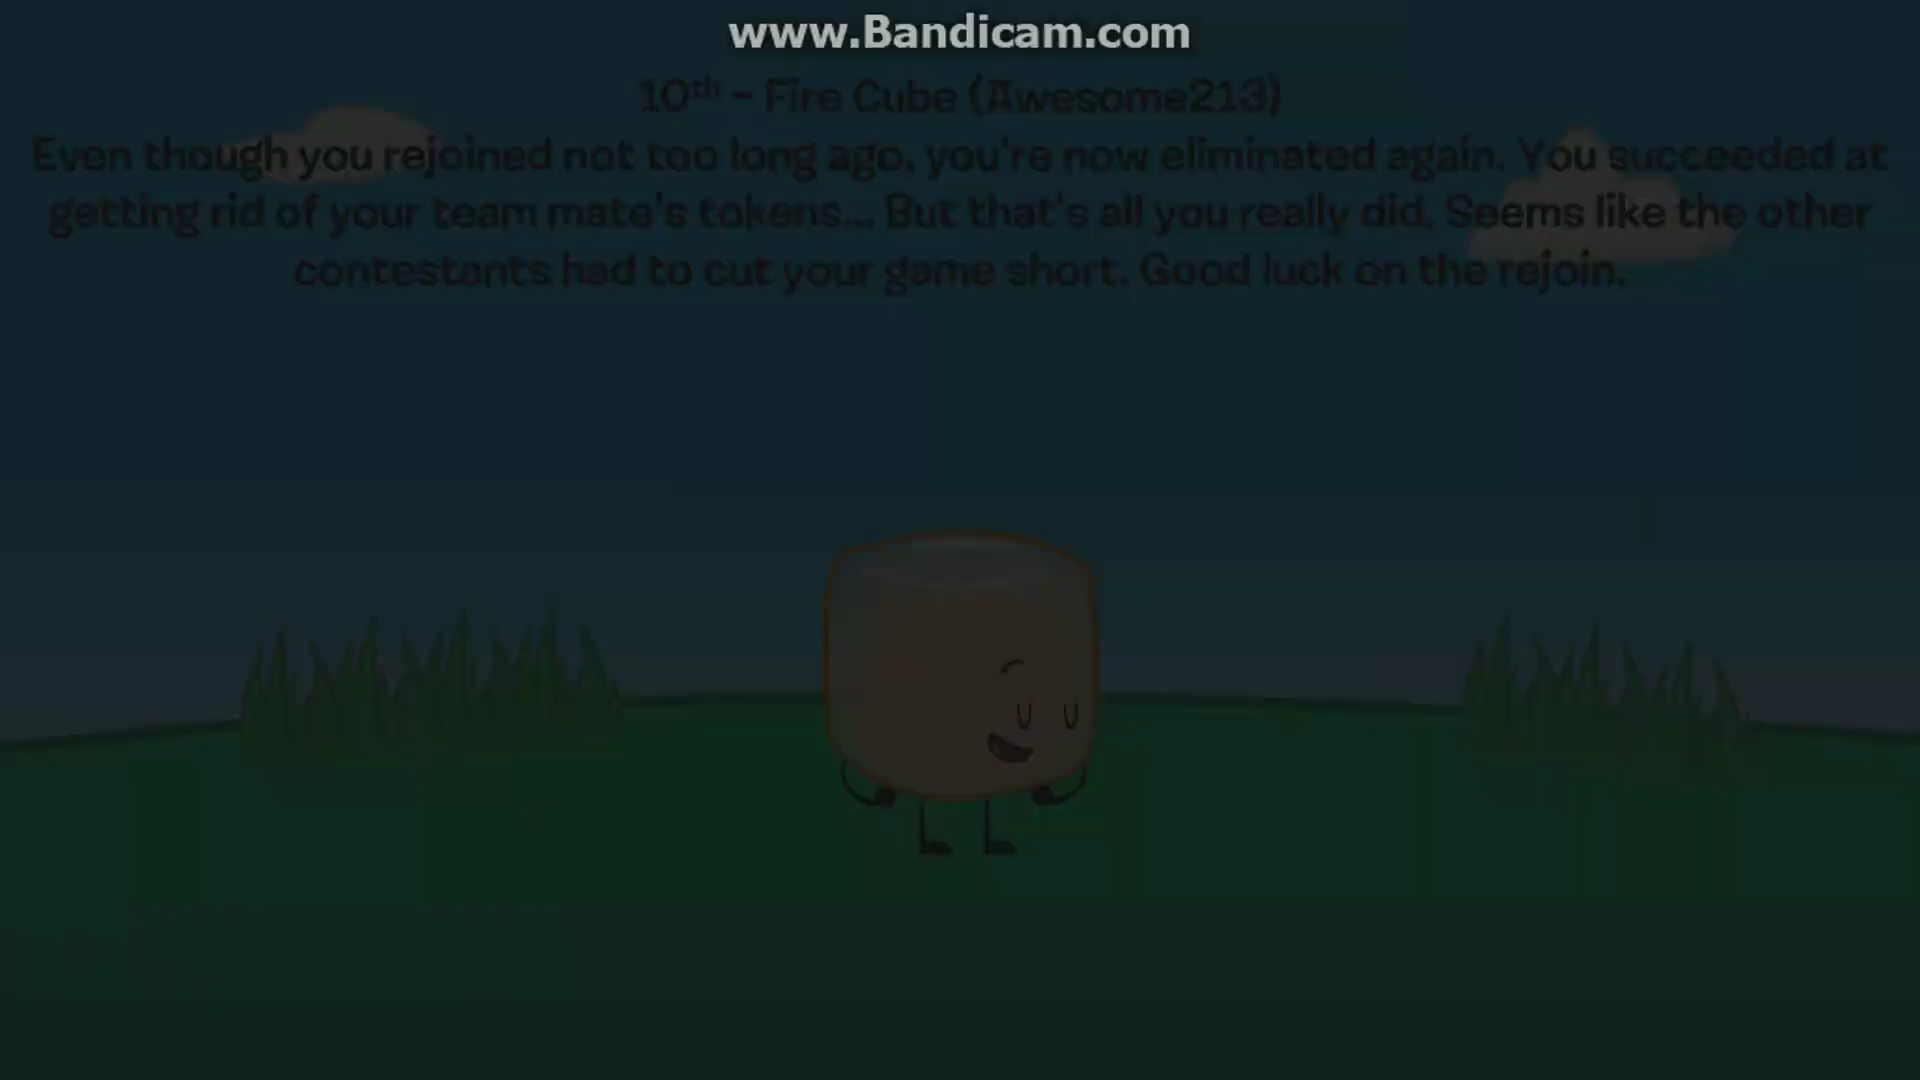 www.Bandicam.com
10th - Fire Cube (Awesome213)
Even though you rejoined not too long ago, you're now eliminated again. You succeeded at
getting rid of your team mate's tokens... But that's all you really did. Seems like the other
contestants had to cut your game short. Good luck on the rejoin.